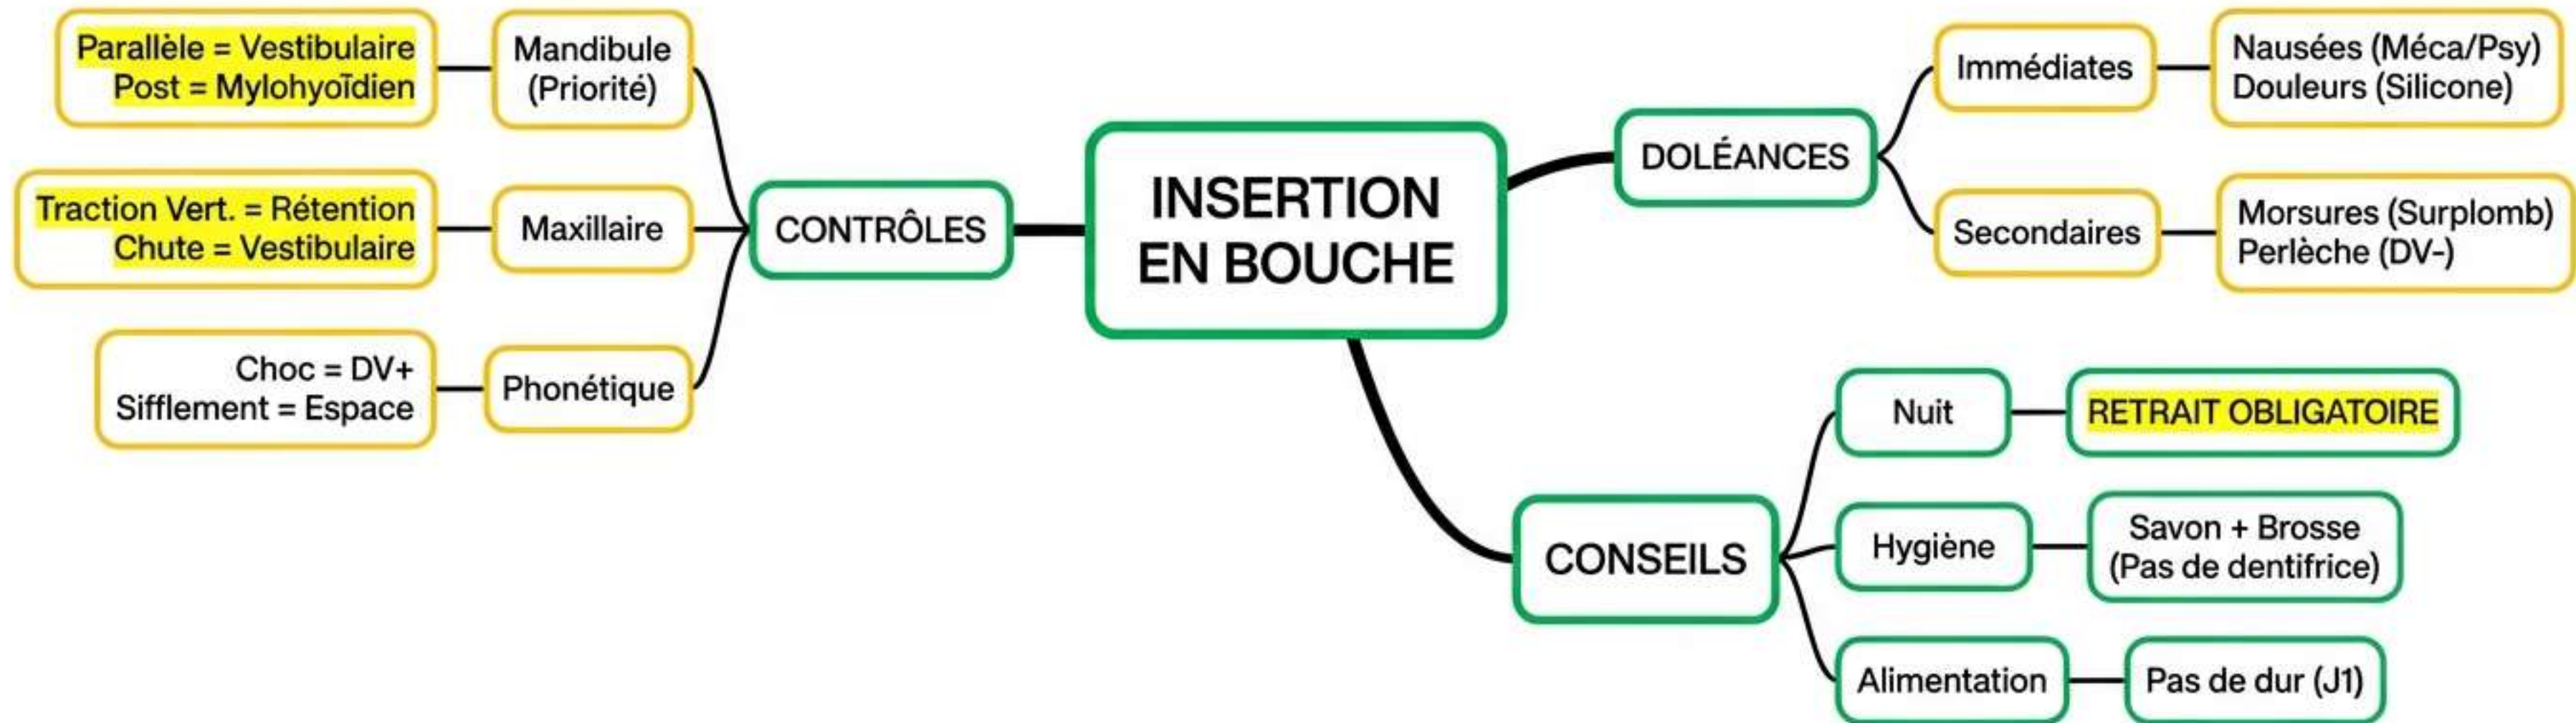 INSERTION
EN BOUCHE
CONTRÔLES
Mandibule
(Priorité)
Parallèle = Vestibulaire
Post = Mylohyoïdien
Maxillaire
Traction Vert. = Rétention
Chute = Vestibulaire
Phonétique
Choc = DV+
Sifflement = Espace
DOLÉANCES
Immédiates
Nausées (Méca/Psy)
Douleurs (Silicone)
Secondaires
Morsures (Surplomb)
Perlèche (DV-)
CONSEILS
Nuit
RETRAIT OBLIGATOIRE
Hygiène
Savon + Brosse
(Pas de dentifrice)
Alimentation
Pas de dur (J1)